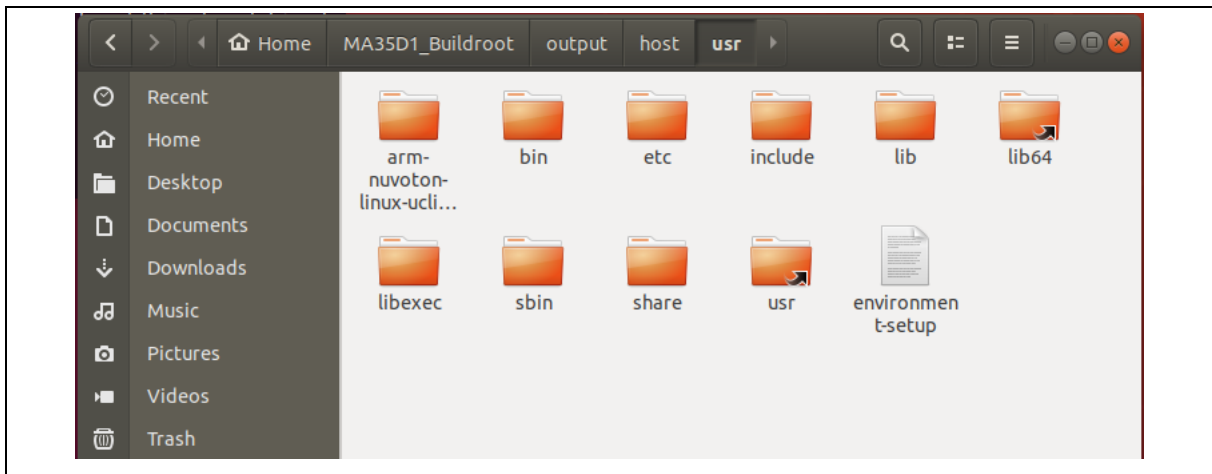 Home MA35D1_Buildroot output host usr
Recent
Home
Desktop
Documents
Downloads
Music
Pictures
Videos
Trash
arm-
nuvoton-
linux-ucli...
bin
etc
include
lib
lib64
libexec
sbin
share
usr
environmen
t-setup